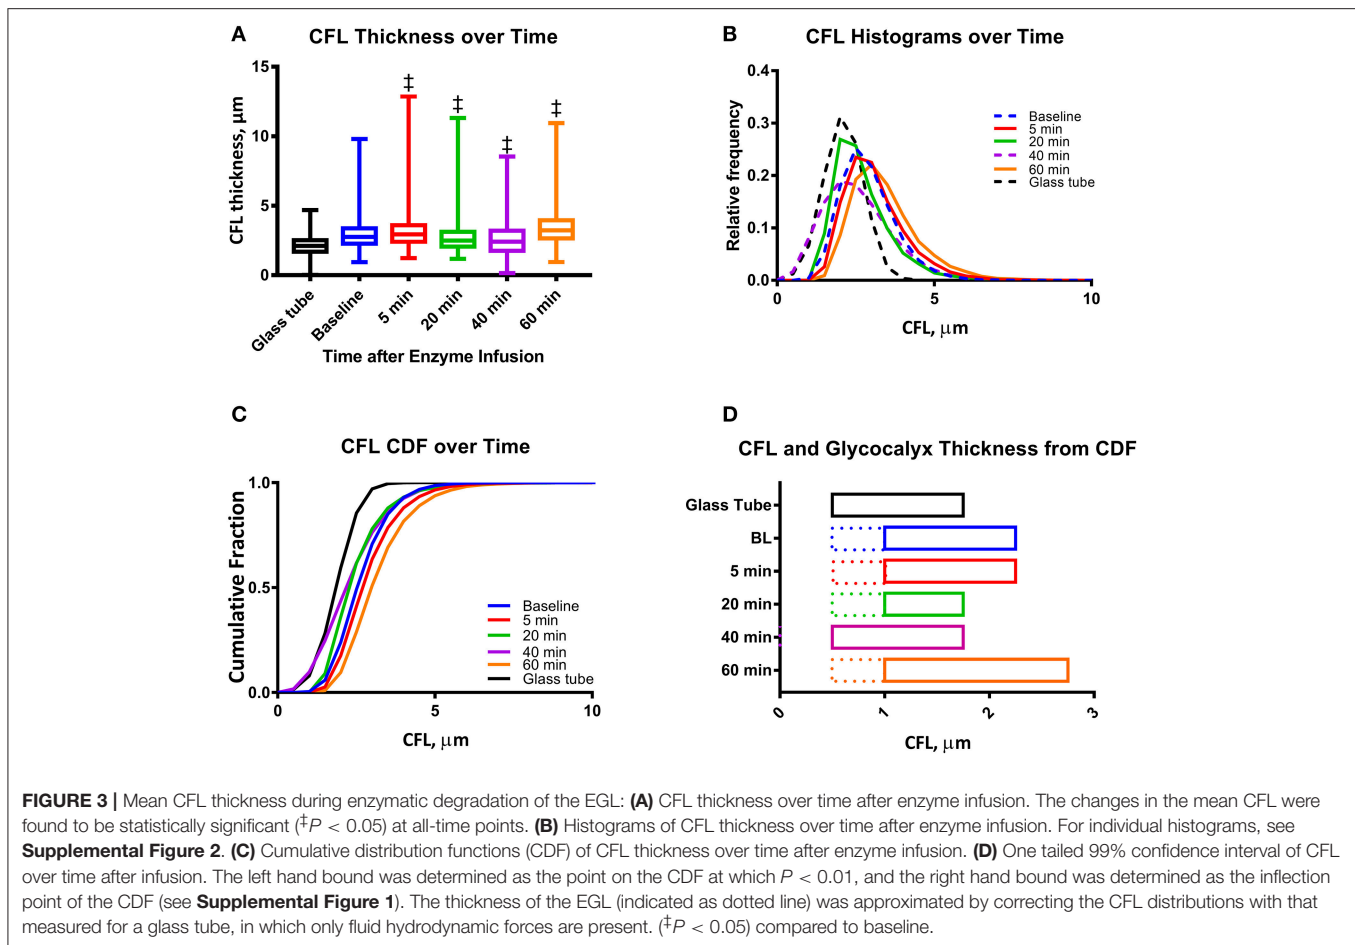 A
CFL Thickness over Time
CFL thickness, μm
15
10
5
0
‡
‡
‡
‡
Glass tube
Baseline
5 min
20 min
40 min
60 min
Time after Enzyme Infusion
B
CFL Histograms over Time
Relative frequency
0.4
0.3
0.2
0.1
0.0
0
5
10
CFL, μm
Baseline
5 min
20 min
40 min
60 min
Glass tube
C
CFL CDF over Time
Cumulative Fraction
1.0
0.5
0.0
0
5
10
CFL, μm
Baseline
5 min
20 min
40 min
60 min
Glass tube
D
CFL and Glycocalyx Thickness from CDF
Glass Tube
BL
5 min
20 min
40 min
60 min
0
1
2
3
CFL, μm
FIGURE 3 | Mean CFL thickness during enzymatic degradation of the EGL: (A) CFL thickness over time after enzyme infusion. The changes in the mean CFL were
found to be statistically significant (‡P < 0.05) at all-time points. (B) Histograms of CFL thickness over time after enzyme infusion. For individual histograms, see
Supplemental Figure 2. (C) Cumulative distribution functions (CDF) of CFL thickness over time after enzyme infusion. (D) One tailed 99% confidence interval of CFL
over time after infusion. The left hand bound was determined as the point on the CDF at which P < 0.01, and the right hand bound was determined as the inflection
point of the CDF (see Supplemental Figure 1). The thickness of the EGL (indicated as dotted line) was approximated by correcting the CFL distributions with that
measured for a glass tube, in which only fluid hydrodynamic forces are present. (‡P < 0.05) compared to baseline.